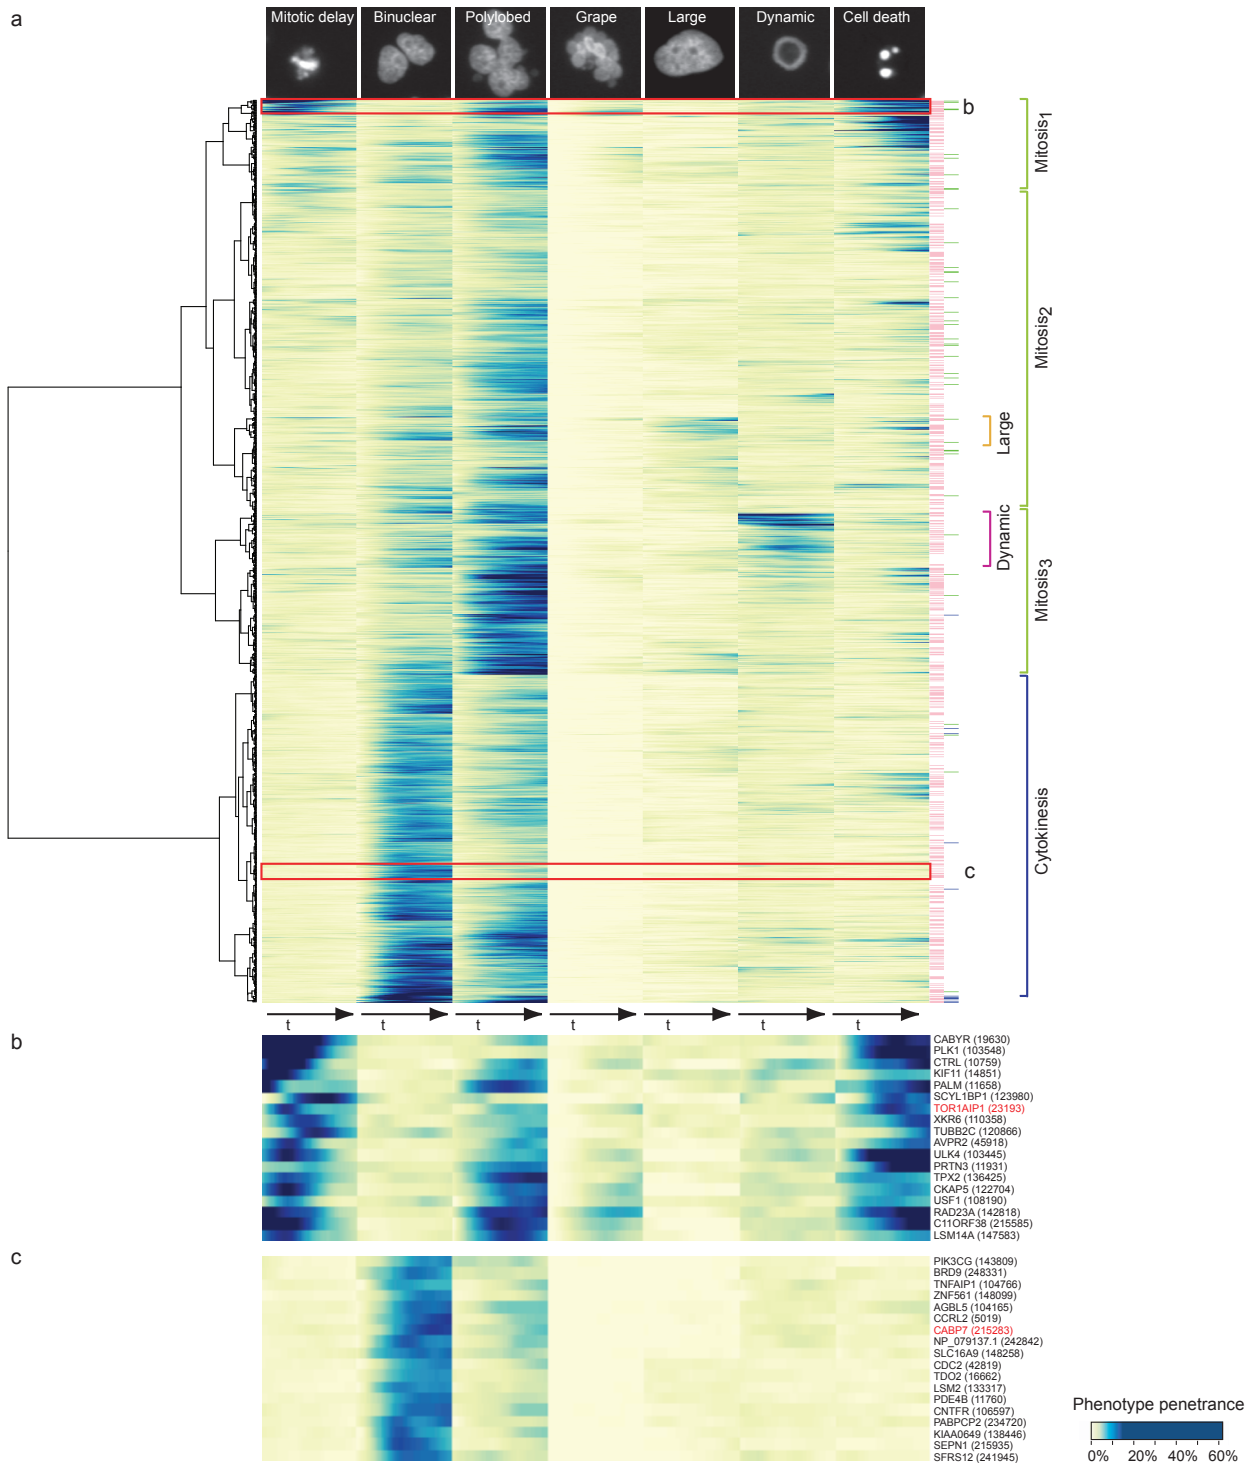 a
Mitotic delay Binuclear Polylobed Grape Large Dynamic Cell death
b
Mitosis1
Mitosis2
Large
Dynamic
Mitosis3
Cytokinesis
c
t t t t t t t
b
CABYR (19630)
PLK1 (103548)
CTRL (10759)
KIF11 (14851)
PALM (11658)
SCYL1BP1 (123980)
TOR1AIP1 (23193)
XKR6 (110358)
TUBB2C (120866)
AVPR2 (45918)
ULK4 (103445)
PRTN3 (11931)
TPX2 (136425)
CKAP5 (122704)
USF1 (108190)
RAD23A (142818)
C11ORF38 (215585)
LSM14A (147583)
c
PIK3CG (143809)
BRD9 (248331)
TNFAIP1 (104766)
ZNF561 (148099)
AGBL5 (104165)
CCRL2 (5019)
CABP7 (215283)
NP_079137.1 (242842)
SLC16A9 (148258)
CDC2 (42819)
TDO2 (16662)
LSM2 (133317)
PDE4B (11760)
CNTFR (106597)
PABPCP2 (234720)
KIAA0649 (138446)
SEPN1 (215935)
SFRS12 (241945)
Phenotype penetrance
0% 20% 40% 60%